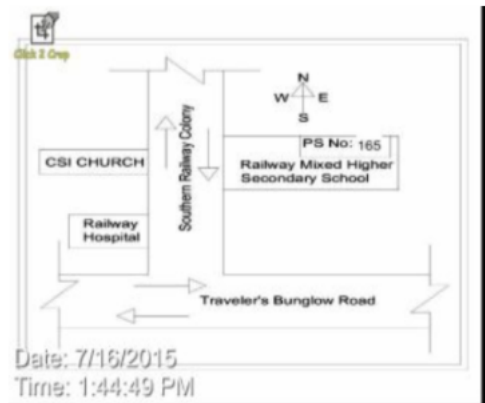 Click 2 Crop
N
W E
S
PS No: 165
Railway Mixed Higher
Secondary School
CSI CHURCH
Southern Railway Colony
Railway
Hospital
Traveler's Bunglow Road
Date: 7/16/2015
Time: 1:44:49 PM